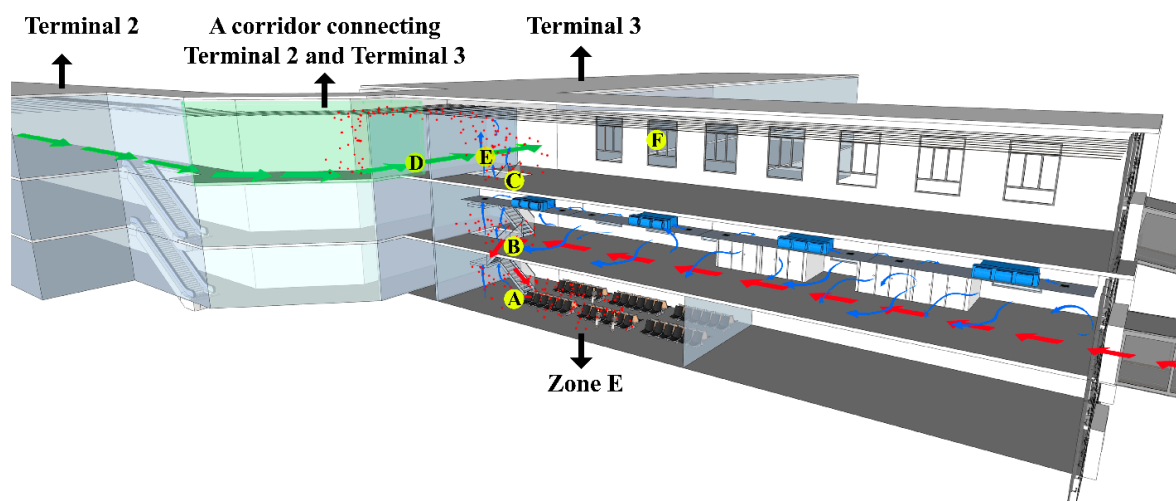 Terminal 2
A corridor connecting
Terminal 2 and Terminal 3
Terminal 3
F
D
E
C
B
A
Zone E